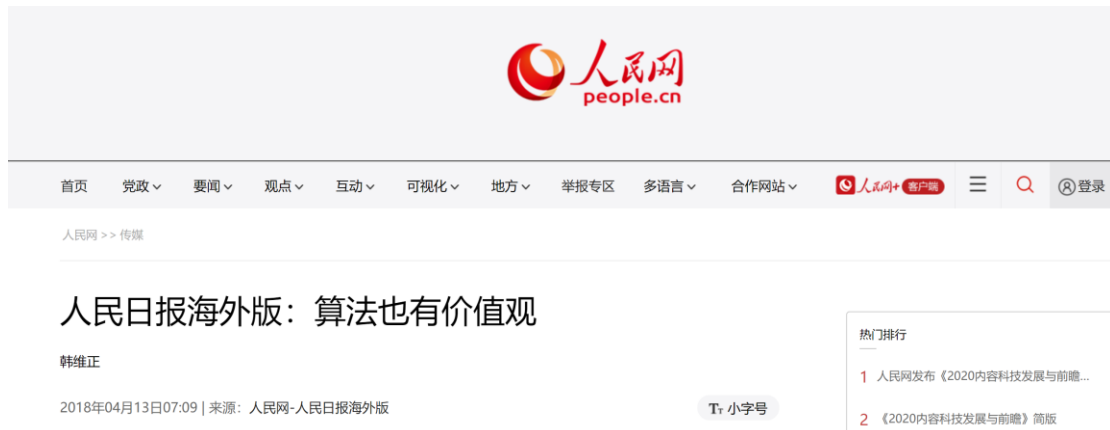 人民网
people.cn
首页 党政 要闻 观点 互动 可视化 地方 举报专区 多语言 合作网站 人民网+ 客户端 登录
人民网 >> 传媒
人民日报海外版：算法也有价值观
韩维正
2018年04月13日07:09 | 来源：人民网-人民日报海外版
TT 小字号
热门排行
1 人民网发布《2020内容科技发展与前瞻...
2 《2020内容科技发展与前瞻》简版